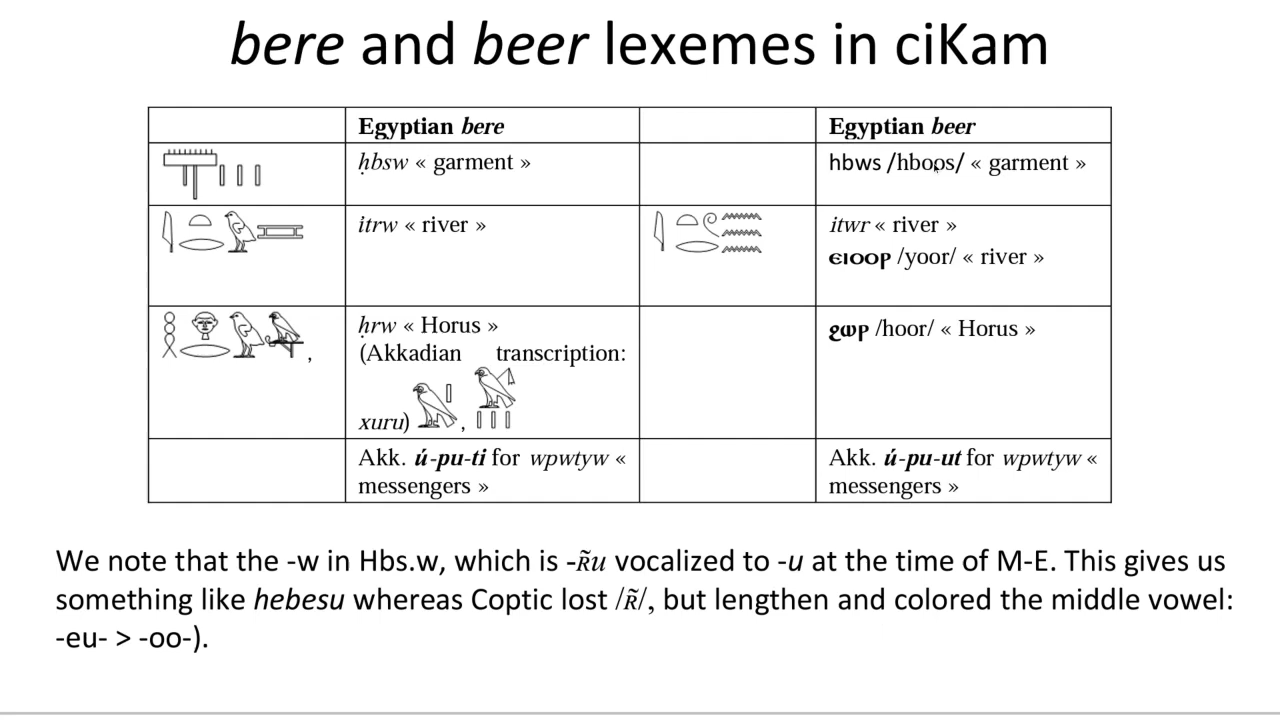 bere and beer lexemes in ciKam
Egyptian bere
Egyptian beer
ḥbsw « garment »
hbws /hboos/ « garment »
itrw « river »
itwr « river »
ⲉⲓⲟⲟⲣ /yoor/ « river »
,
ḥrw « Horus »
(Akkadian transcription:
xuru) ,
ϩⲱⲣ /hoor/ « Horus »
Akk. ú-pu-ti for wpwtyw «
messengers »
Akk. ú-pu-ut for wpwtyw «
messengers »
We note that the -w in Hbs.w, which is -ʀ̃u vocalized to -u at the time of M-E. This gives us
something like hebesu whereas Coptic lost /ʀ̃/, but lengthen and colored the middle vowel:
-eu- > -oo-).